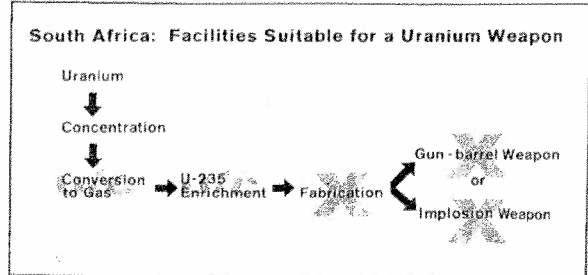 South Africa: Facilities Suitable for a Uranium Weapon
Uranium
Concentration
Conversion
to Gas
U-235
Enrichment
Fabrication
Gun-barrel Weapon
or
Implosion Weapon